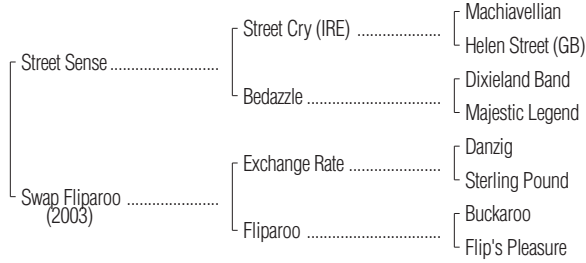 Machiavellian
Street Cry (IRE) ..................
Helen Street (GB)
Street Sense ........................
Dixieland Band
Bedazzle .............................
Majestic Legend
Danzig
Exchange Rate ....................
Sterling Pound
Swap Fliparoo ....................
(2003)
Buckaroo
Fliparoo .............................
Flip's Pleasure